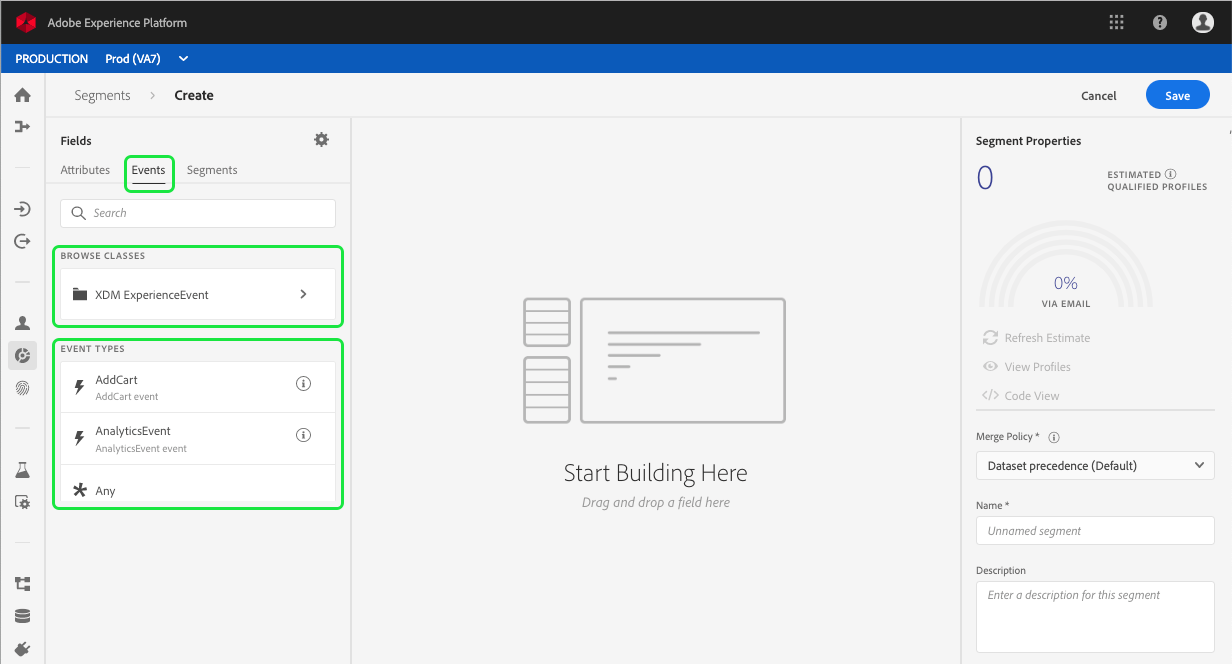 Adobe Experience Platform
PRODUCTION Prod (VA7)
Segments Create
Cancel Save
Fields
Attributes Events Segments
Search
BROWSE CLASSES
XDM ExperienceEvent
EVENT TYPES
AddCart
AddCart event
AnalyticsEvent
AnalyticsEvent event
Any
Start Building Here
Drag and drop a field here
Segment Properties
0
ESTIMATED
QUALIFIED PROFILES
0%
VIA EMAIL
Refresh Estimate
View Profiles
</> Code View
Merge Policy *
Dataset precedence (Default)
Name *
Unnamed segment
Description
Enter a description for this segment